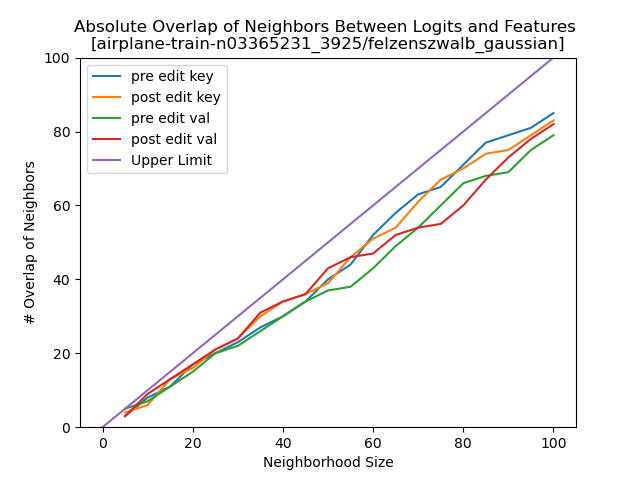 Absolute Overlap of Neighbors Between Logits and Features
[airplane-train-n03365231_3925/felzenszwalb_gaussian]
pre edit key
post edit key
pre edit val
post edit val
Upper Limit
100
80
60
40
20
0
# Overlap of Neighbors
0 20 40 60 80 100
Neighborhood Size